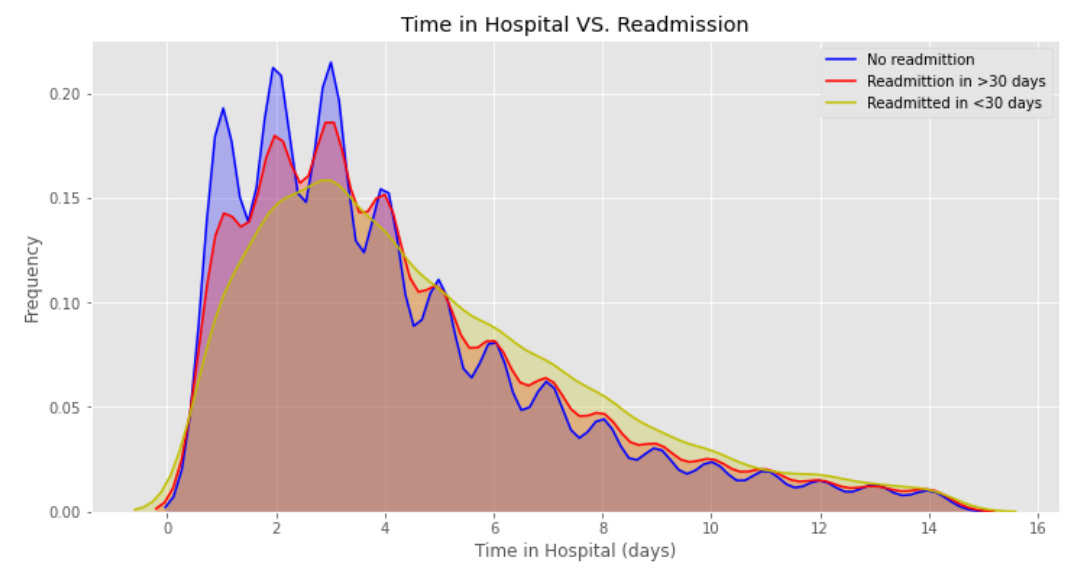 Time in Hospital VS. Readmission
No readmittion
Readmittion in >30 days
Readmitted in <30 days
Frequency
0.20
0.15
0.10
0.05
0.00
0 2 4 6 8 10 12 14 16
Time in Hospital (days)